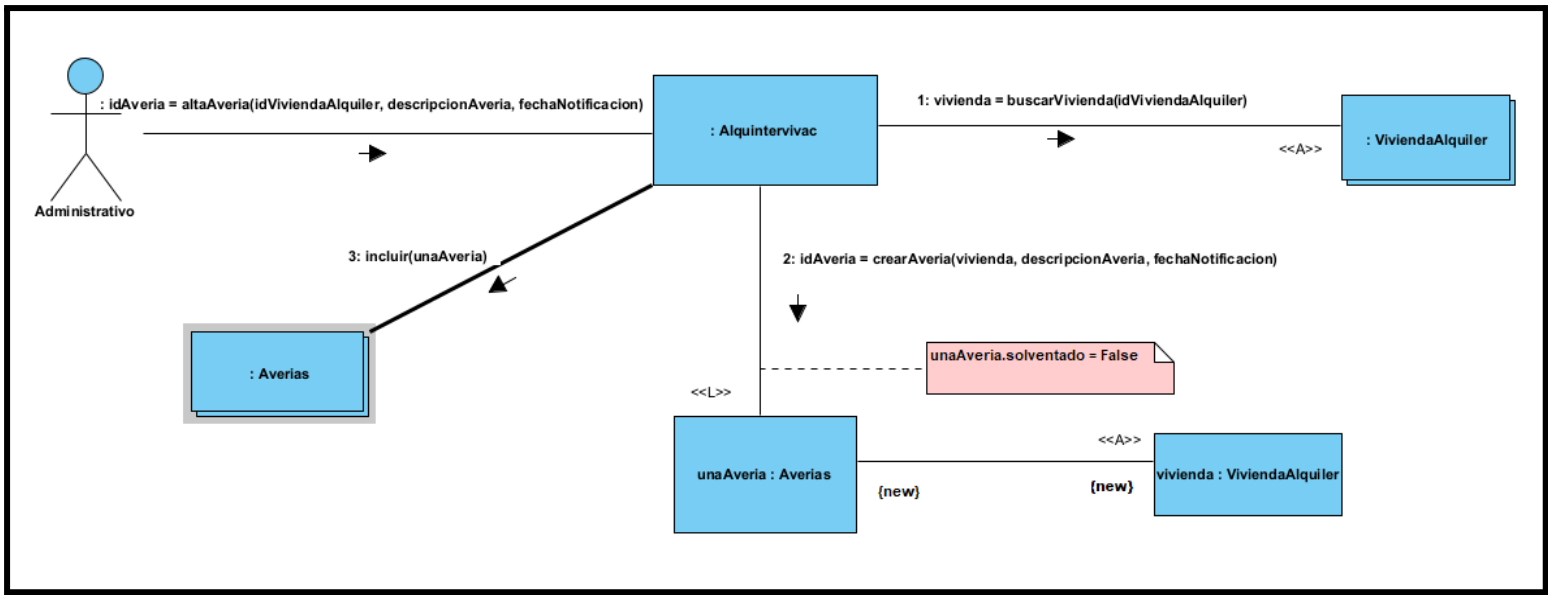 : idAveria = altaAveria(idViviendaAlquiler, descripcionAveria, fechaNotificacion)
Administrativo
: Alquintervivac
1: vivienda = buscarVivienda(idViviendaAlquiler)
<<A>>
: ViviendaAlquiler
3: incluir(unaAveria)
2: idAveria = crearAveria(vivienda, descripcionAveria, fechaNotificacion)
: Averias
unaAveria.solventado = False
<<L>>
unaAveria : Averias
{new}
<<A>>
{new}
vivienda : ViviendaAlquiler